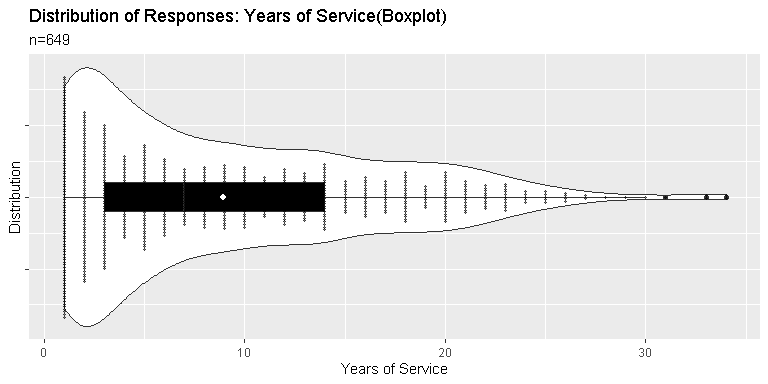 Distribution of Responses: Years of Service(Boxplot)
n=649
Distribution
0 10 20 30
Years of Service